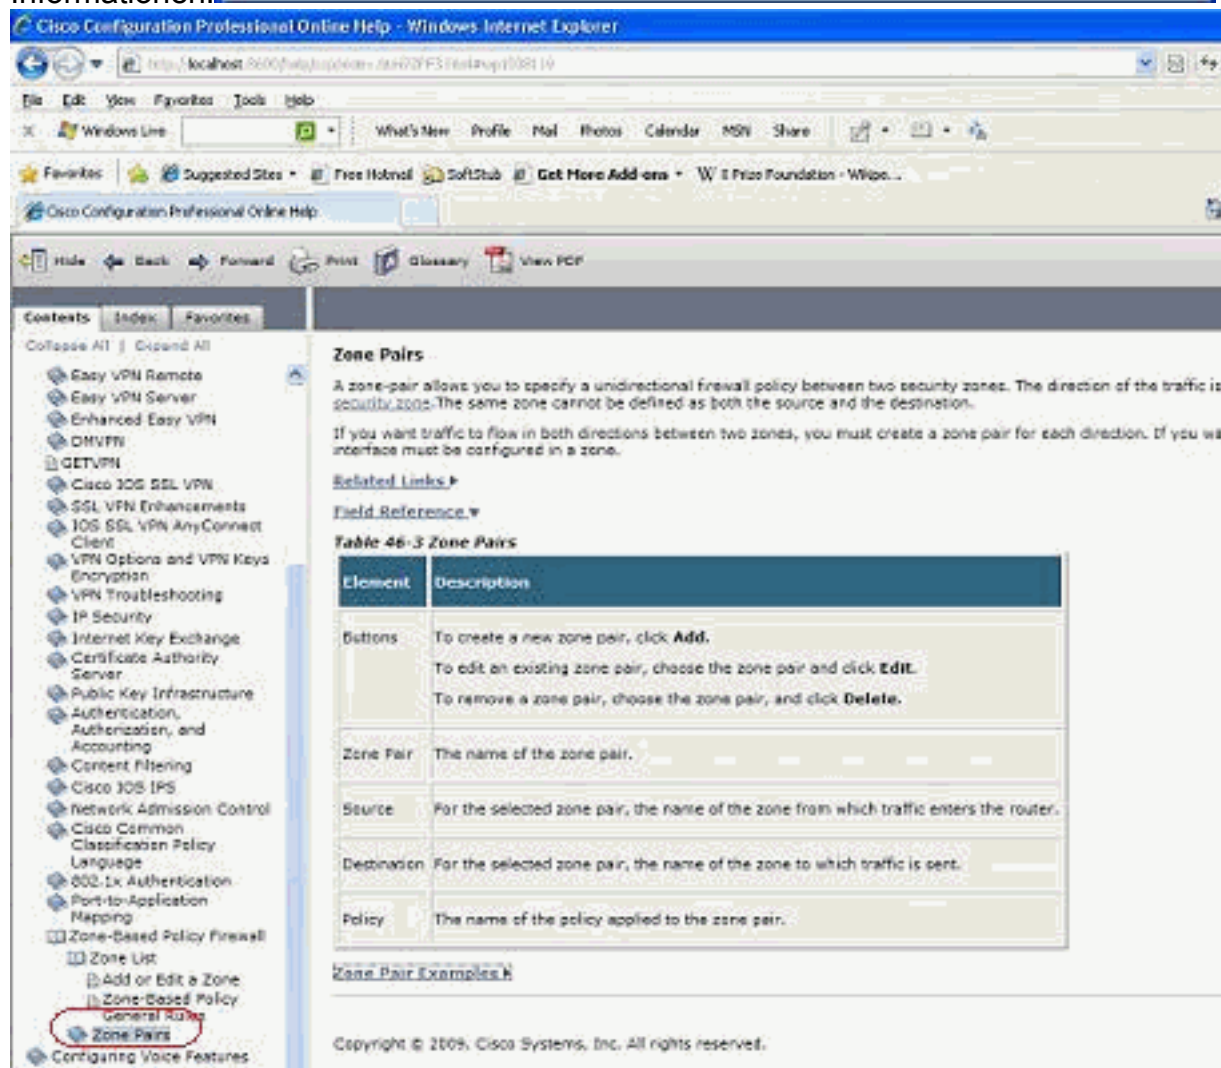 Informationen.
Cisco Configuration Professional Online Help - Windows Internet Explorer
localhost
File Edit View Favorites Tools Help
X Windows Live What's New Profile Mail Photos Calendar MSN Share
Favorites Suggested Sites Free Hotmail SoftStub Get More Add-ons W X Prize Foundation - Wikipe...
Cisco Configuration Professional Online Help
Hide Back Forward Print Glossary View PDF
Contents Index Favorites
Collapse All | Expand All
Easy VPN Remote
Easy VPN Server
Enhanced Easy VPN
DMVPN
GETVPN
Cisco IOS SSL VPN
SSL VPN Enhancements
IOS SSL VPN AnyConnect
Client
VPN Options and VPN Keys
Encryption
VPN Troubleshooting
IP Security
Internet Key Exchange
Certificate Authority
Server
Public Key Infrastructure
Authentication,
Authorization, and
Accounting
Content Filtering
Cisco IOS IPS
Network Admission Control
Cisco Common
Classification Policy
Language
802.1x Authentication
Port-to-Application
Mapping
Zone-Based Policy Firewall
Zone List
Add or Edit a Zone
Zone-Based Policy
General Rules
Zone Pairs
Configuring Voice Features
Zone Pairs
A zone-pair allows you to specify a unidirectional firewall policy between two security zones. The direction of the traffic is
security zone.The same zone cannot be defined as both the source and the destination.
If you want traffic to flow in both directions between two zones, you must create a zone pair for each direction. If you wa
interface must be configured in a zone.
Related Links
Field Reference
Table 46-3 Zone Pairs
Element Description
Buttons To create a new zone pair, click Add.
To edit an existing zone pair, choose the zone pair and click Edit.
To remove a zone pair, choose the zone pair, and click Delete.
Zone Pair The name of the zone pair.
Source For the selected zone pair, the name of the zone from which traffic enters the router.
Destination For the selected zone pair, the name of the zone to which traffic is sent.
Policy The name of the policy applied to the zone pair.
Zone Pair Examples
Copyright © 2009, Cisco Systems, Inc. All rights reserved.